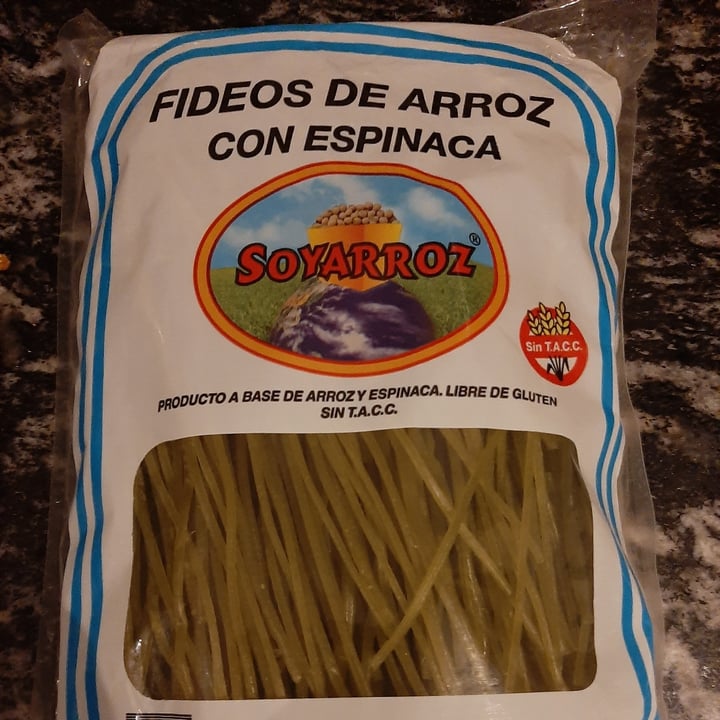 FIDEOS DE ARROZ
CON ESPINACA
SOYARROZ®
Sin T.A.C.C.
PRODUCTO A BASE DE ARROZ Y ESPINACA. LIBRE DE GLUTEN
SIN T.A.C.C.